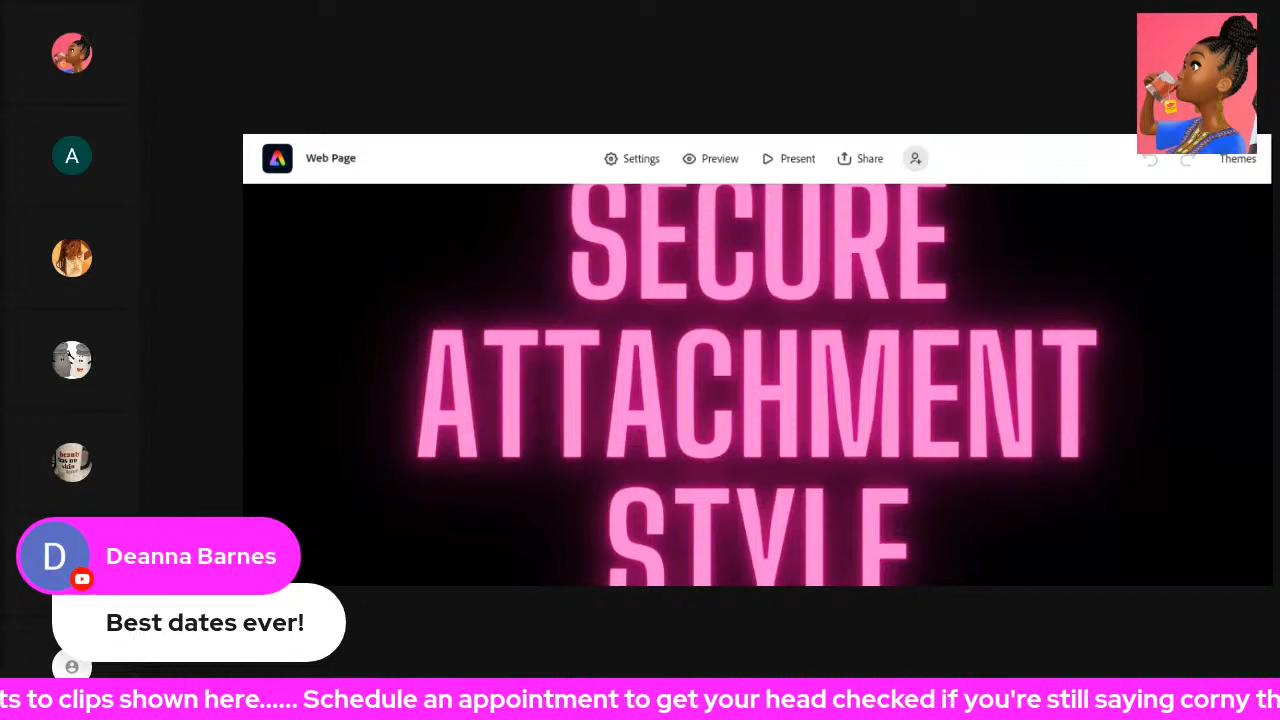 A
Web Page
Settings
Preview
Present
Share
Themes
SECURE
ATTACHMENT
STYLE
D
Deanna Barnes
Best dates ever!
ts to clips shown here...... Schedule an appointment to get your head checked if you're still saying corny th